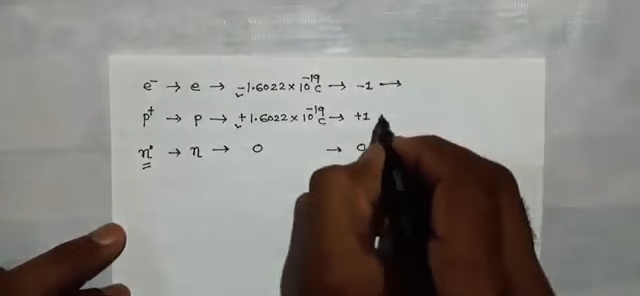 e⁻ → e → -1.6022×10⁻¹⁹C → -1 →
p⁺ → p → +1.6022×10⁻¹⁹C → +1
n° → n → 0 → 0